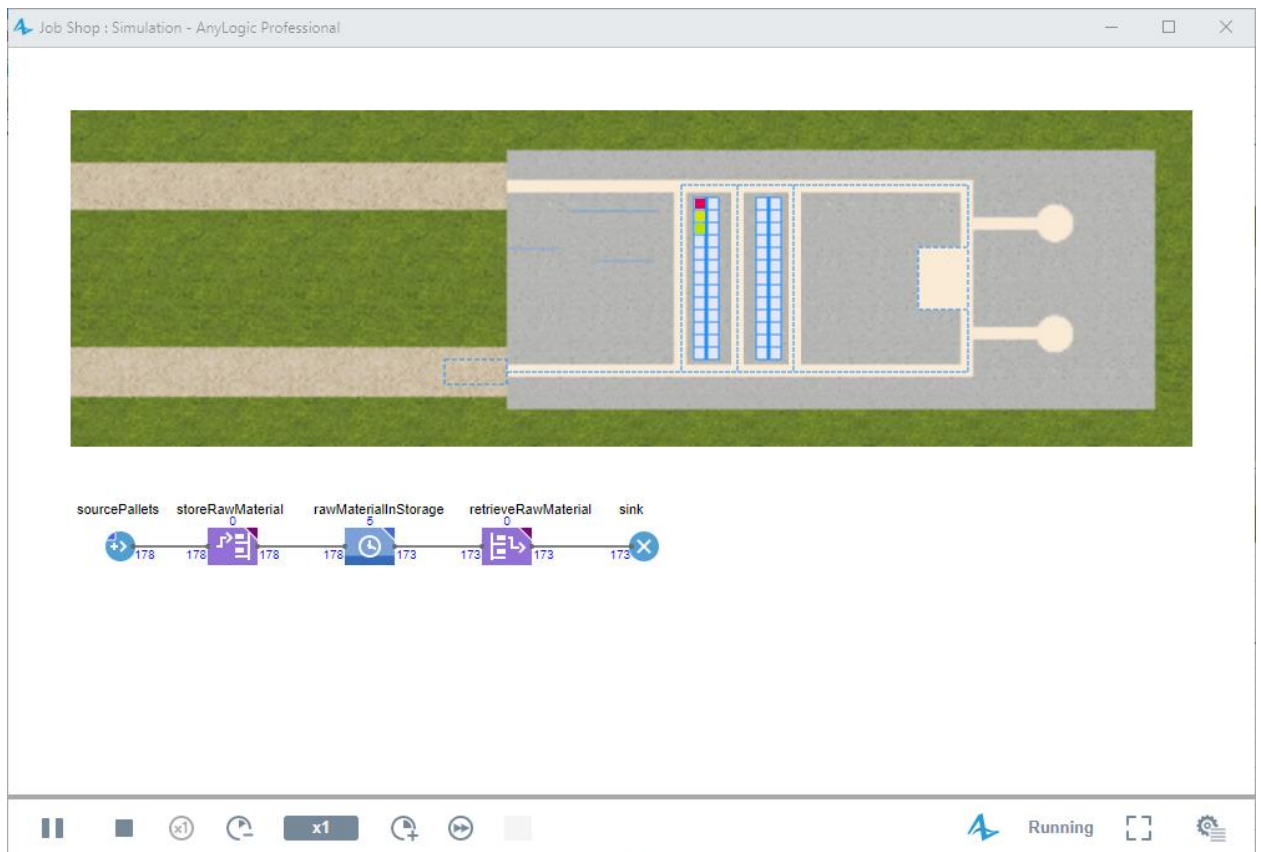 Job Shop : Simulation - AnyLogic Professional
sourcePallets storeRawMaterial rawMaterialInStorage retrieveRawMaterial sink
0 5 0
178 178 178 178 173 173 173 173
x1 x1 Running